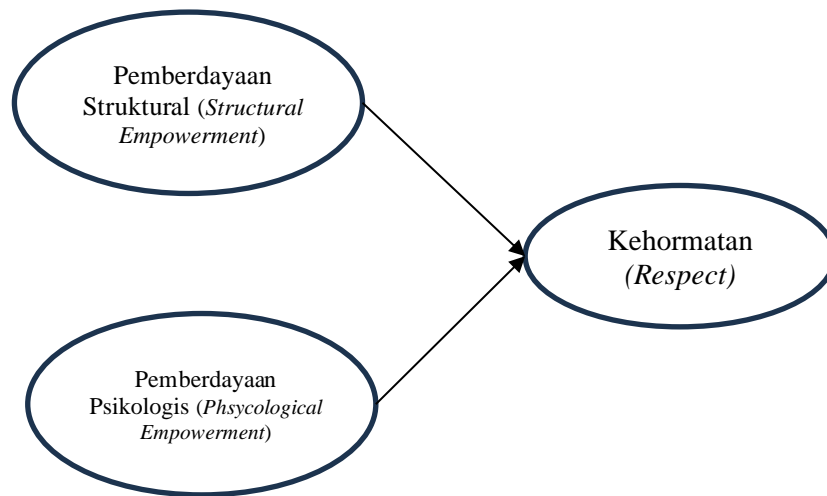 Pemberdayaan
Struktural (Structural
Empowerment)
Kehormatan
(Respect)
Pemberdayaan
Psikologis (Phsycological
Empowerment)